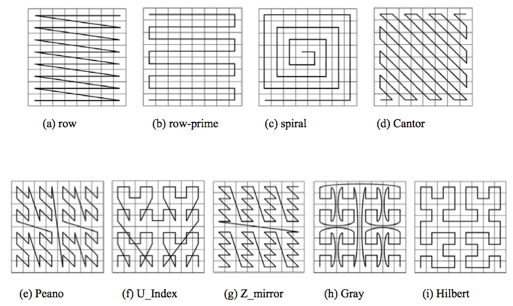 (a) row (b) row-prime (c) spiral (d) Cantor
(e) Peano (f) U_Index (g) Z_mirror (h) Gray (i) Hilbert